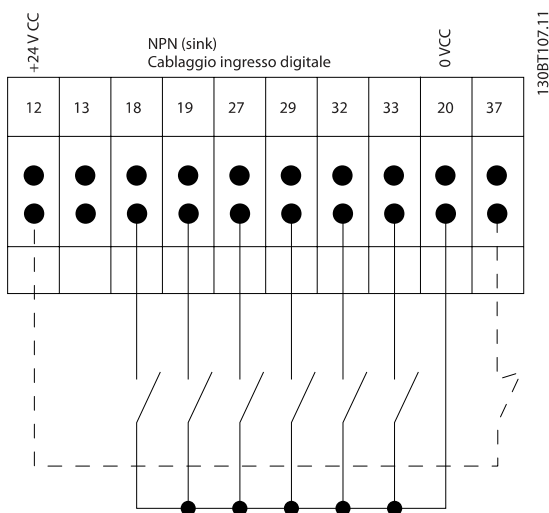 +24 V CC
NPN (sink)
Cablaggio ingresso digitale
0 VCC
130BT107.11
12 13 18 19 27 29 32 33 20 37